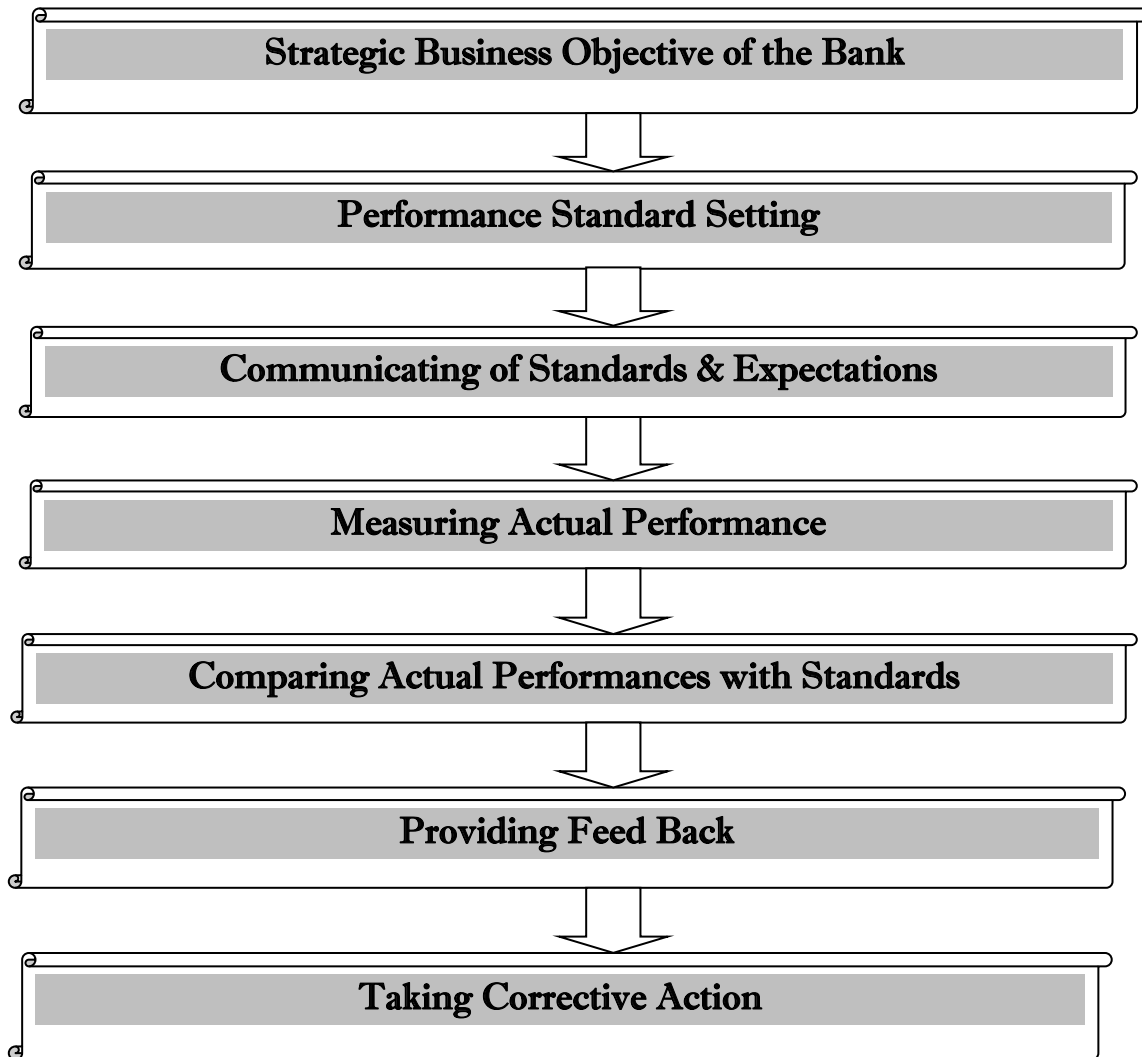 Strategic Business Objective of the Bank
Performance Standard Setting
Communicating of Standards & Expectations
Measuring Actual Performance
Comparing Actual Performances with Standards
Providing Feed Back
Taking Corrective Action